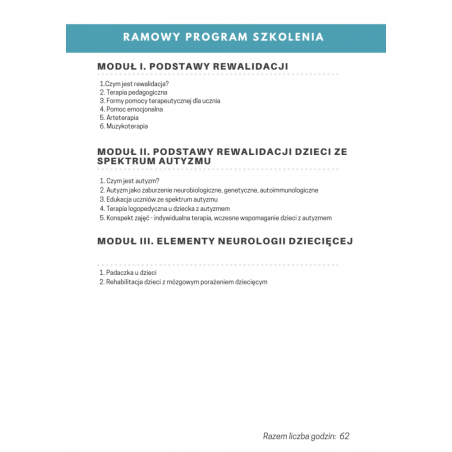 RAMOWY PROGRAM SZKOLENIA
MODUŁ I. PODSTAWY REWALIDACJI
1.Czym jest rewalidacja?
2. Terapia pedagogiczna
3. Formy pomocy terapeutycznej dla ucznia
4. Pomoc emocjonalna
5. Arteterapia
6. Muzykoterapia
MODUŁ II. PODSTAWY REWALIDACJI DZIECI ZE
SPEKTRUM AUTYZMU
1. Czym jest autyzm?
2. Autyzm jako zaburzenie neurobiologiczne, genetyczne, autoimmunologiczne
3. Edukacja uczniów ze spektrum autyzmu
4. Terapia logopedyczna u dziecka z autyzmem
5. Konspekt zajęć - indywidualna terapia, wczesne wspomaganie dzieci z autyzmem
MODUŁ III. ELEMENTY NEUROLOGII DZIECIĘCEJ
1. Padaczka u dzieci
2. Rehabilitacja dzieci z mózgowym porażeniem dziecięcym
Razem liczba godzin: 62